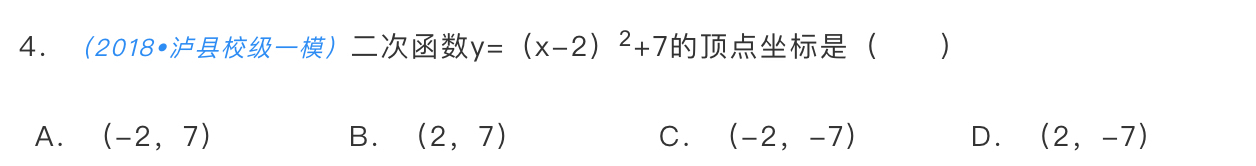 4. （2018•泸县校级一模）二次函数y=（x−2）²+7的顶点坐标是（　　）
A. （−2，7） B. （2，7） C. （−2，−7） D. （2，−7）